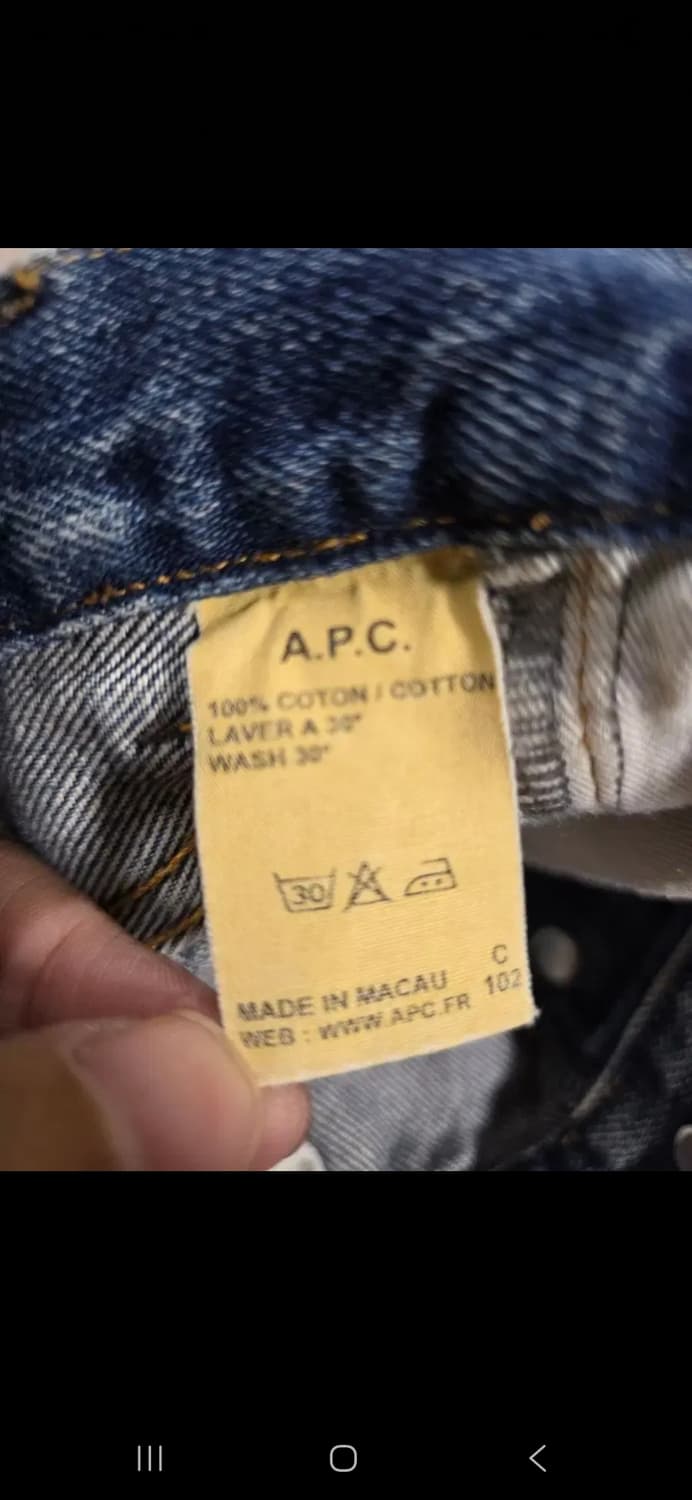 A.P.C.
100% COTON / COTTON
LAVER A 30°
WASH 30°
30
C
MADE IN MACAU 102
WEB : WWW.APC.FR